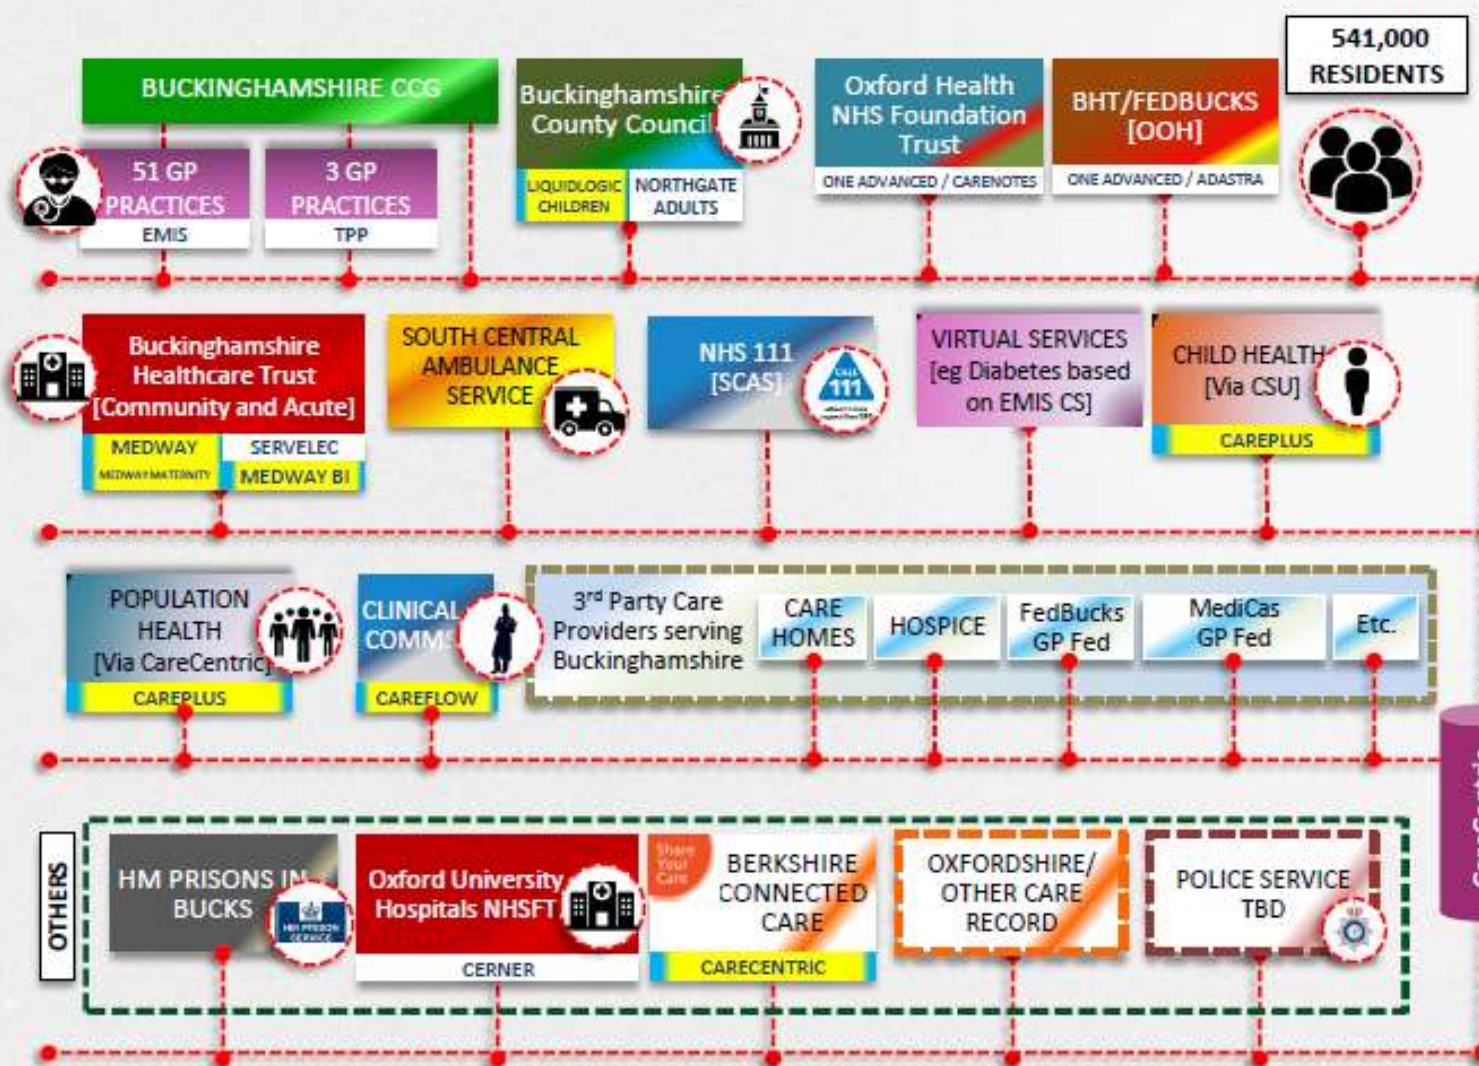 541,000
RESIDENTS
BUCKINGHAMSHIRE CCG
51 GP
PRACTICES
EMIS
3 GP
PRACTICES
TPP
Buckinghamshire
County Council
LIQUIDLOGIC
CHILDREN
NORTHGATE
ADULTS
Oxford Health
NHS Foundation
Trust
ONE ADVANCED / CARENOTES
BHT/FEDBUCKS
[OOH]
ONE ADVANCED / ADASTRA
Buckinghamshire
Healthcare Trust
[Community and Acute]
MEDWAY
SERVELEC
MEDWAY MATERNITY
MEDWAY BI
SOUTH CENTRAL
AMBULANCE
SERVICE
NHS 111
[SCAS]
CALL
111
VIRTUAL SERVICES
[eg Diabetes based
on EMIS CS]
CHILD HEALTH
[Via CSU]
CAREPLUS
POPULATION
HEALTH
[Via CareCentric]
CAREPLUS
CLINICAL
COMMS
CAREFLOW
3rd Party Care
Providers serving
Buckinghamshire
CARE
HOMES
HOSPICE
FedBucks
GP Fed
MediCas
GP Fed
Etc.
OTHERS
HM PRISONS IN
BUCKS
HM PRISON
SERVICE
Oxford University
Hospitals NHSFT
CERNER
Share
Your
Care
BERKSHIRE
CONNECTED
CARE
CARECENTRIC
OXFORDSHIRE/
OTHER CARE
RECORD
POLICE SERVICE
TBD